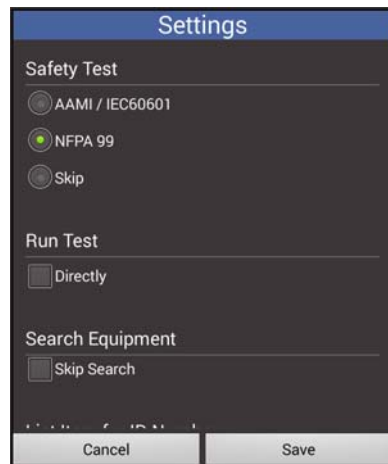 Settings
Safety Test
AAMI / IEC60601
NFPA 99
Skip
Run Test
Directly
Search Equipment
Skip Search
Cancel
Save